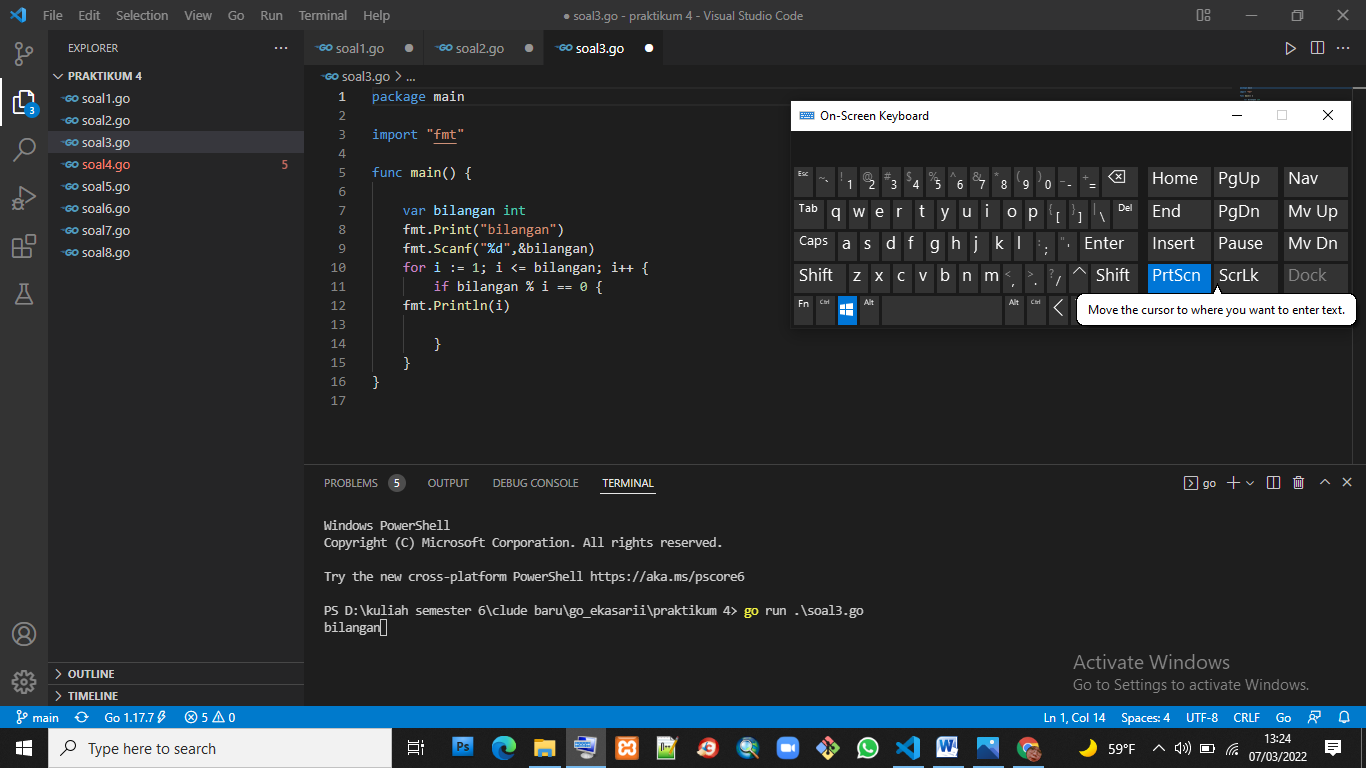 File Edit Selection View Go Run Terminal Help
● soal3.go - praktikum 4 - Visual Studio Code
EXPLORER
PRAKTIKUM 4
soal1.go
soal2.go
soal3.go
soal4.go 5
soal5.go
soal6.go
soal7.go
soal8.go
OUTLINE
TIMELINE
3
soal1.go ● soal2.go ● soal3.go ●
soal3.go > ...
1 package main
2
3 import "fmt"
4
5 func main() {
6
7 var bilangan int
8 fmt.Print("bilangan")
9 fmt.Scanf("%d",&bilangan)
10 for i := 1; i <= bilangan; i++ {
11 if bilangan % i == 0 {
12 fmt.Println(i)
13
14 }
15 }
16 }
17
On-Screen Keyboard
Esc ~ ` ! 1 @ 2 # 3 $ 4 % 5 ^ 6 & 7 * 8 ( 9 ) 0 _ - + = Home PgUp Nav
Tab q w e r t y u i o p { [ } ] | \ Del End PgDn Mv Up
Caps a s d f g h j k l : ; " ' Enter Insert Pause Mv Dn
Shift z x c v b n m < , > . ? / ^ Shift PrtScn ScrLk Dock
Fn Ctrl Alt Alt Ctrl <
Move the cursor to where you want to enter text.
PROBLEMS 5 OUTPUT DEBUG CONSOLE TERMINAL
go
Windows PowerShell
Copyright (C) Microsoft Corporation. All rights reserved.
Try the new cross-platform PowerShell https://aka.ms/pscore6
PS D:\kuliah semester 6\clude baru\go_ekasarii\praktikum 4> go run .\soal3.go
bilangan
Activate Windows
Go to Settings to activate Windows.
main Go 1.17.7 5 0
Ln 1, Col 14 Spaces: 4 UTF-8 CRLF Go
Type here to search
59°F
13:24
07/03/2022